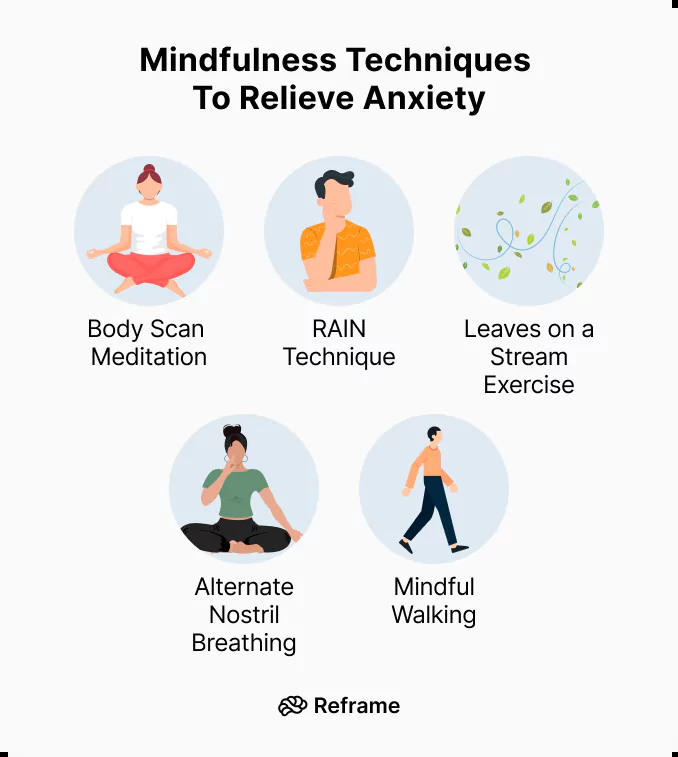 Mindfulness Techniques
To Relieve Anxiety
Body Scan
Meditation
RAIN
Technique
Leaves on a
Stream
Exercise
Alternate
Nostril
Breathing
Mindful
Walking
Reframe